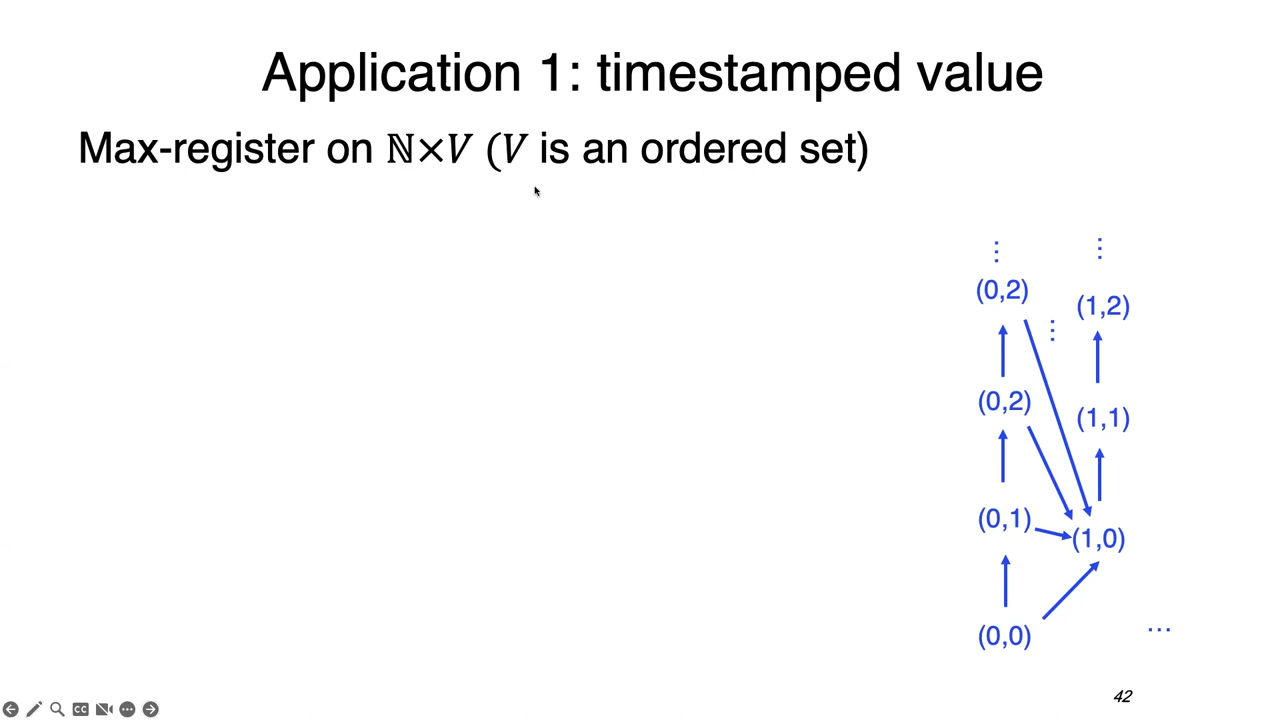 Application 1: timestamped value
Max-register on ℕ×V (V is an ordered set)
⋮ ⋮
(0,2) (1,2)
⋮
(0,2) (1,1)
(0,1) (1,0)
(0,0) ...
42
CC